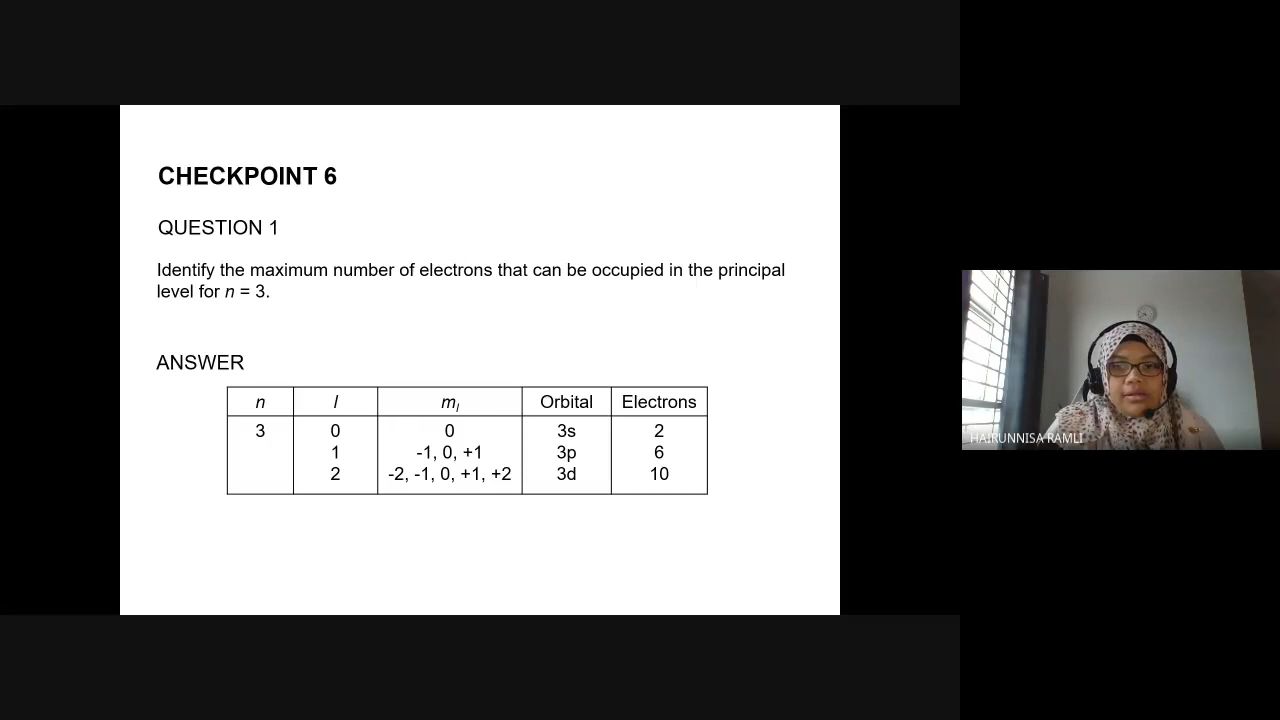 CHECKPOINT 6
QUESTION 1
Identify the maximum number of electrons that can be occupied in the principal
level for n = 3.
ANSWER
n l ml Orbital Electrons
3 0 0 3s 2
1 -1, 0, +1 3p 6
2 -2, -1, 0, +1, +2 3d 10
HAIRUNNISA RAMLI